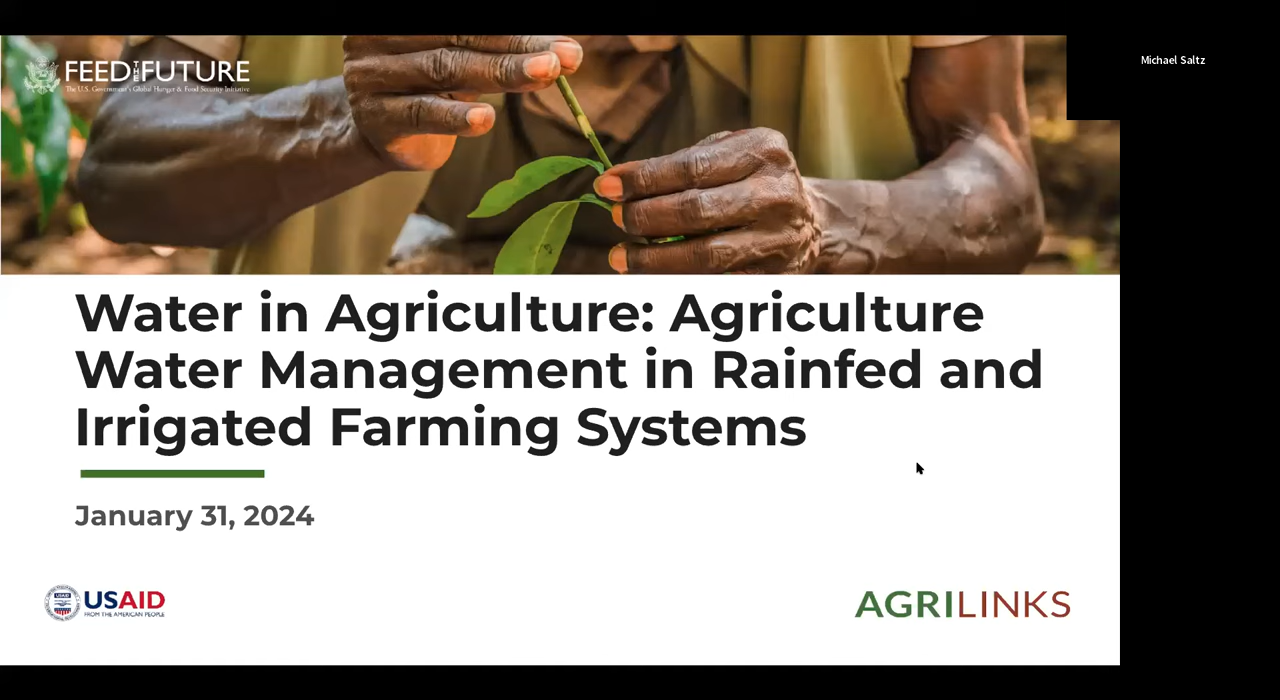 FEED THE FUTURE
The U.S. Government's Global Hunger & Food Security Initiative
Michael Saltz
Water in Agriculture: Agriculture
Water Management in Rainfed and
Irrigated Farming Systems
January 31, 2024
USAID
FROM THE AMERICAN PEOPLE
AGRILINKS